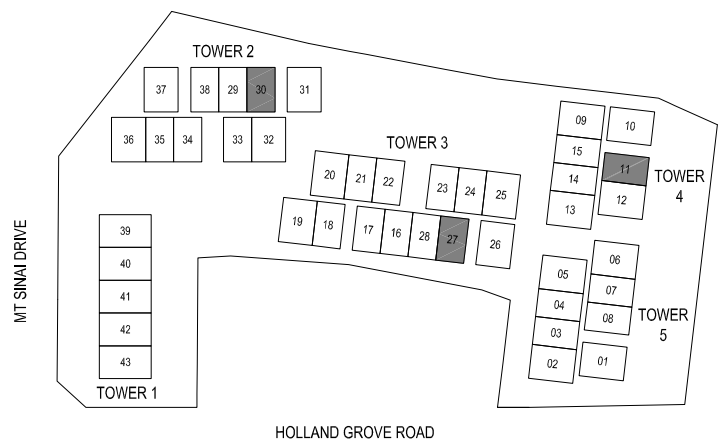 TOWER 2
37 38 29 30 31
36 35 34 33 32
TOWER 3
20 21 22 23 24 25
19 18 17 16 28 27 26
09 10
15
14 11
13 12
TOWER
4
39
40
41
42
43
TOWER 1
05 06
04 07
03 08
02 01
TOWER
5
MT SINAI DRIVE
HOLLAND GROVE ROAD